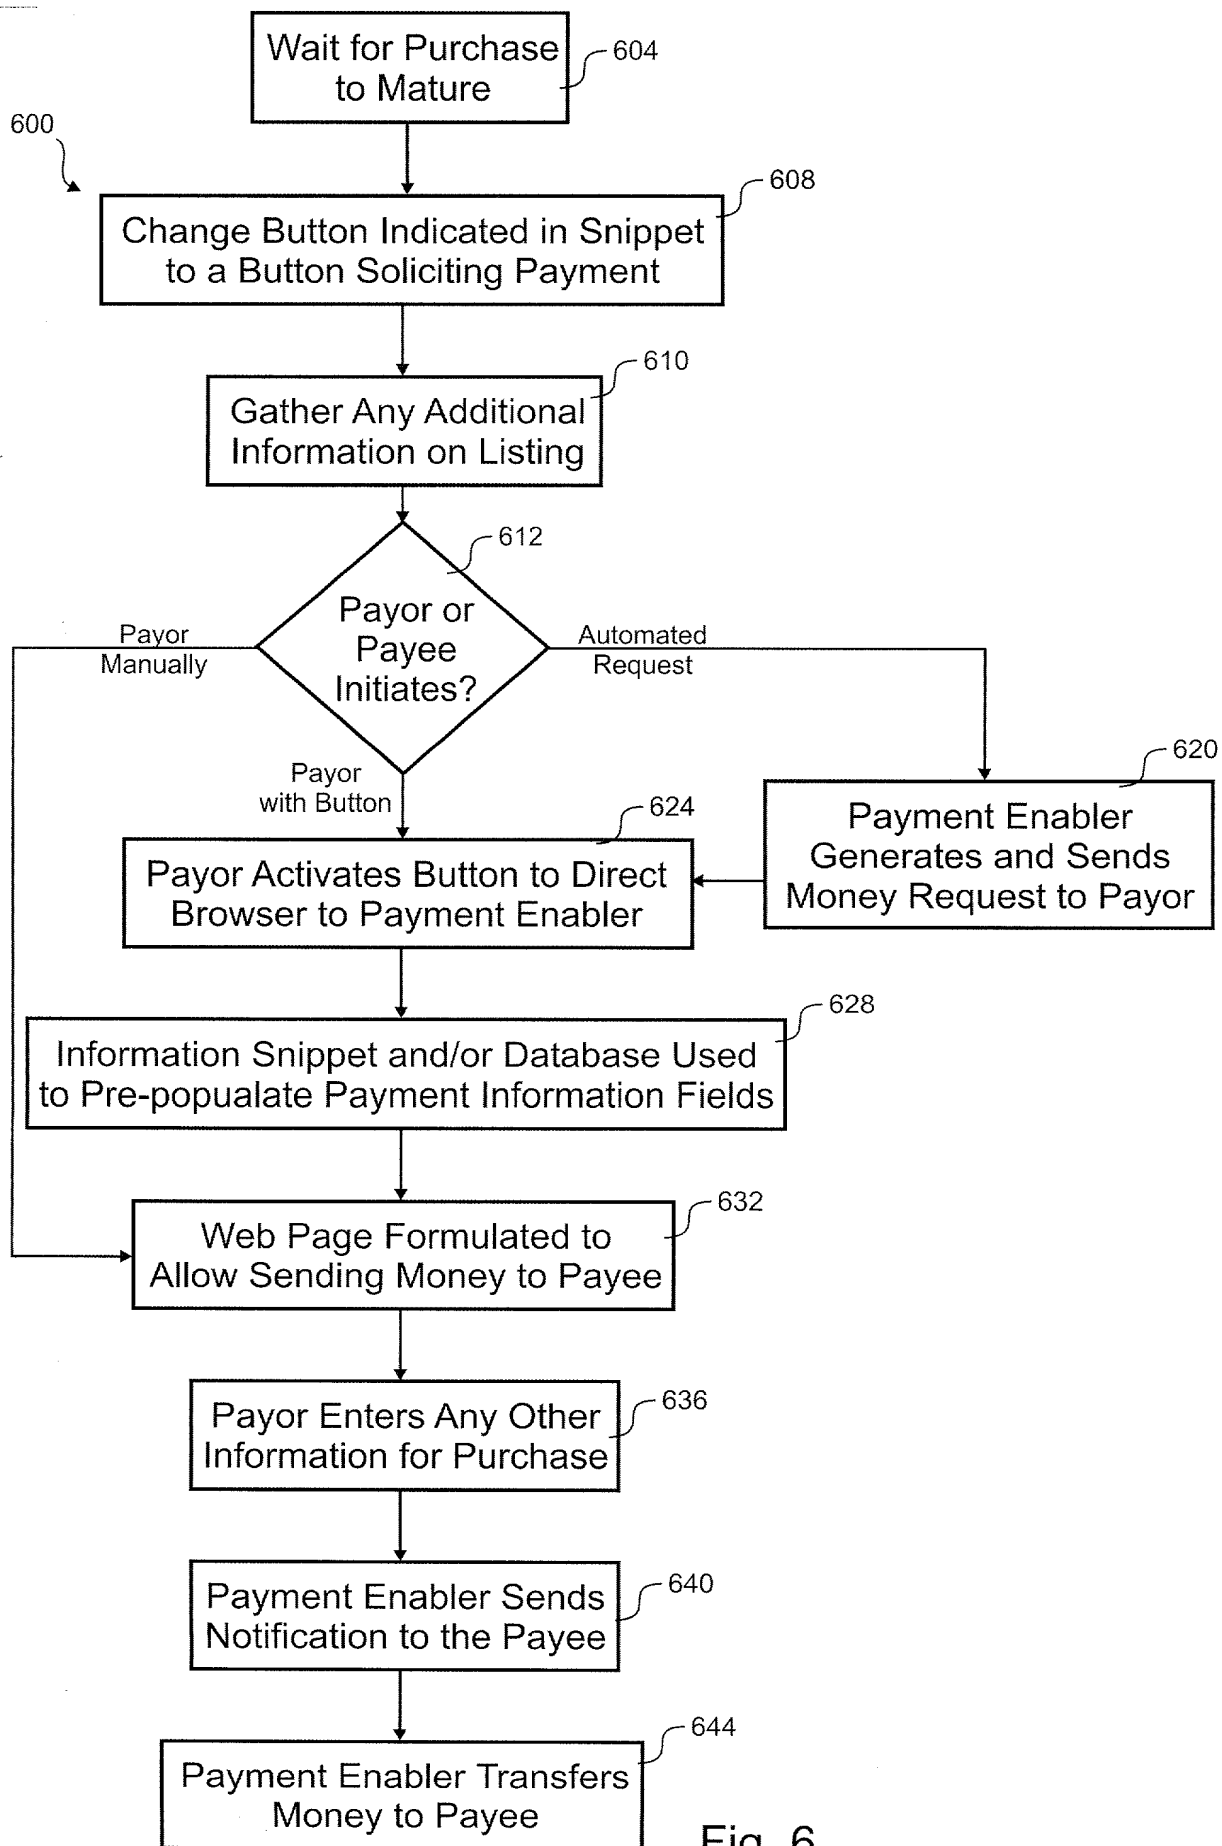 Wait for Purchase
to Mature
604
600
608
Change Button Indicated in Snippet
to a Button Soliciting Payment
610
Gather Any Additional
Information on Listing
612
Payor or
Payee
Initiates?
Payor
Manually
Automated
Request
Payor
with Button
620
Payment Enabler
Generates and Sends
Money Request to Payor
624
Payor Activates Button to Direct
Browser to Payment Enabler
628
Information Snippet and/or Database Used
to Pre-popualate Payment Information Fields
632
Web Page Formulated to
Allow Sending Money to Payee
636
Payor Enters Any Other
Information for Purchase
640
Payment Enabler Sends
Notification to the Payee
644
Payment Enabler Transfers
Money to Payee
Fig. 6